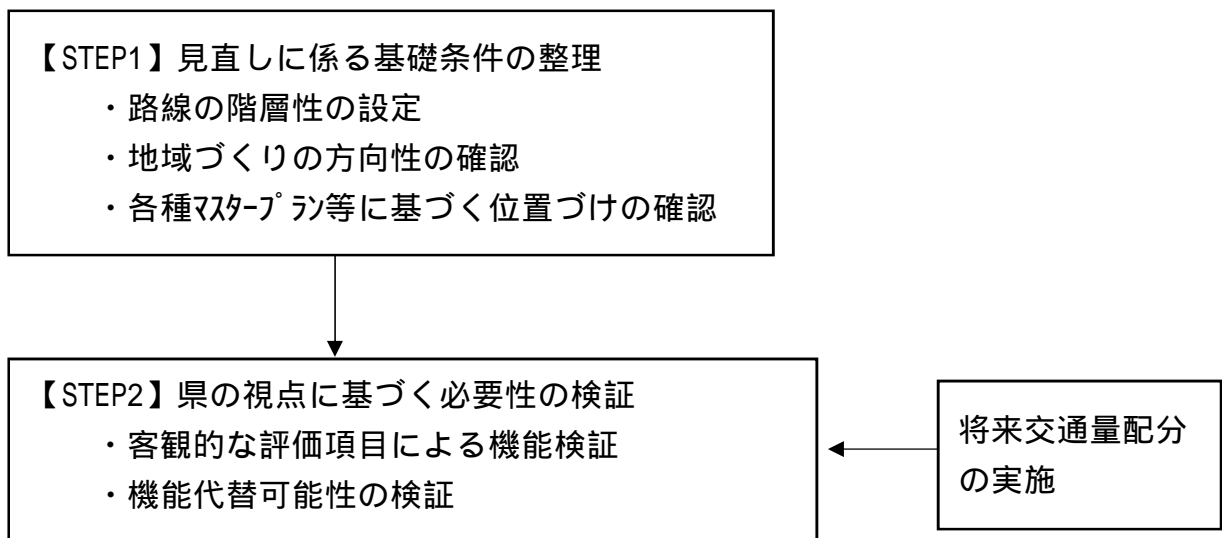 【STEP1】見直しに係る基礎条件の整理
・路線の階層性の設定
・地域づくりの方向性の確認
・各種ﾏｽﾀｰﾌﾟﾗﾝ等に基づく位置づけの確認
【STEP2】県の視点に基づく必要性の検証
・客観的な評価項目による機能検証
・機能代替可能性の検証
将来交通量配分
の実施